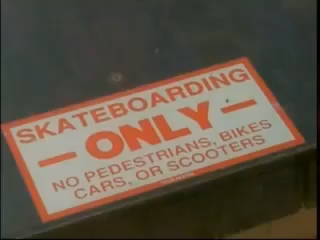 SKATEBOARDING
- ONLY -
NO PEDESTRIANS, BIKES
CARS, OR SCOOTERS